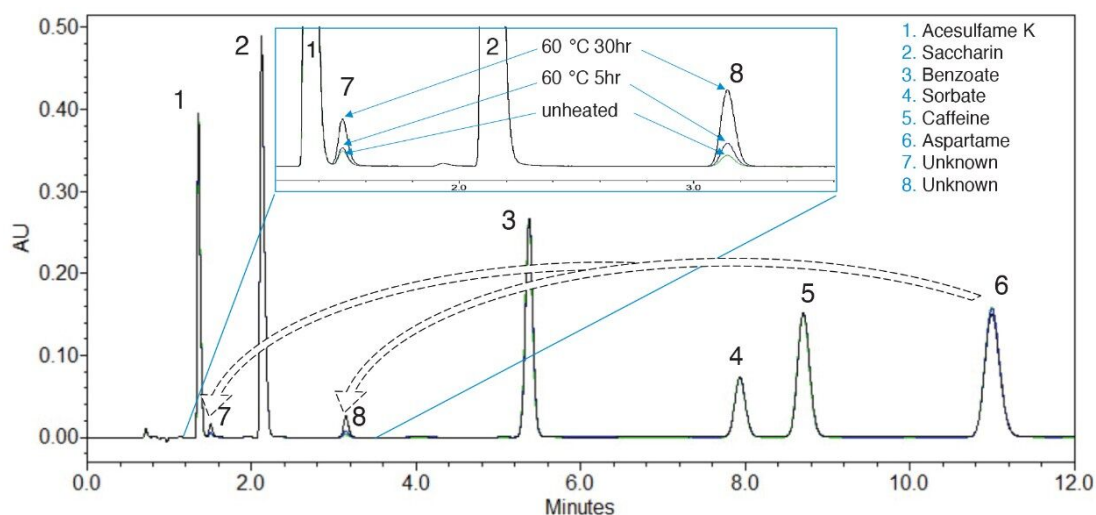 0.50
0.40
0.30
0.20
0.10
0.00
AU
1
2
1
7
2
8
60 °C 30hr
60 °C 5hr
unheated
2.0
3.0
1. Acesulfame K
2. Saccharin
3. Benzoate
4. Sorbate
5. Caffeine
6. Aspartame
7. Unknown
8. Unknown
3
4
5
6
7
8
0.0
2.0
4.0
6.0
8.0
10.0
12.0
Minutes